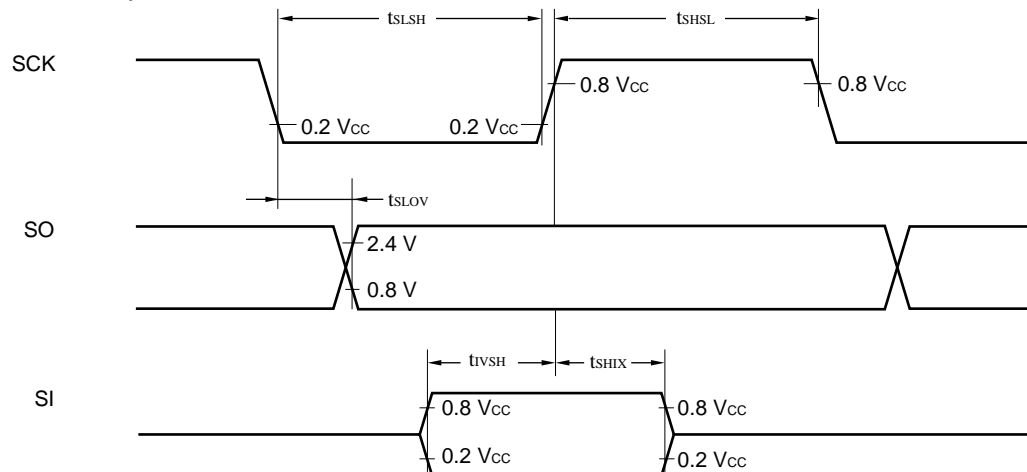 tSLSH
tSHSL
SCK
0.8 VCC
0.8 VCC
0.2 VCC
0.2 VCC
tSLOV
SO
2.4 V
0.8 V
tIVSH
tSHIX
SI
0.8 VCC
0.8 VCC
0.2 VCC
0.2 VCC